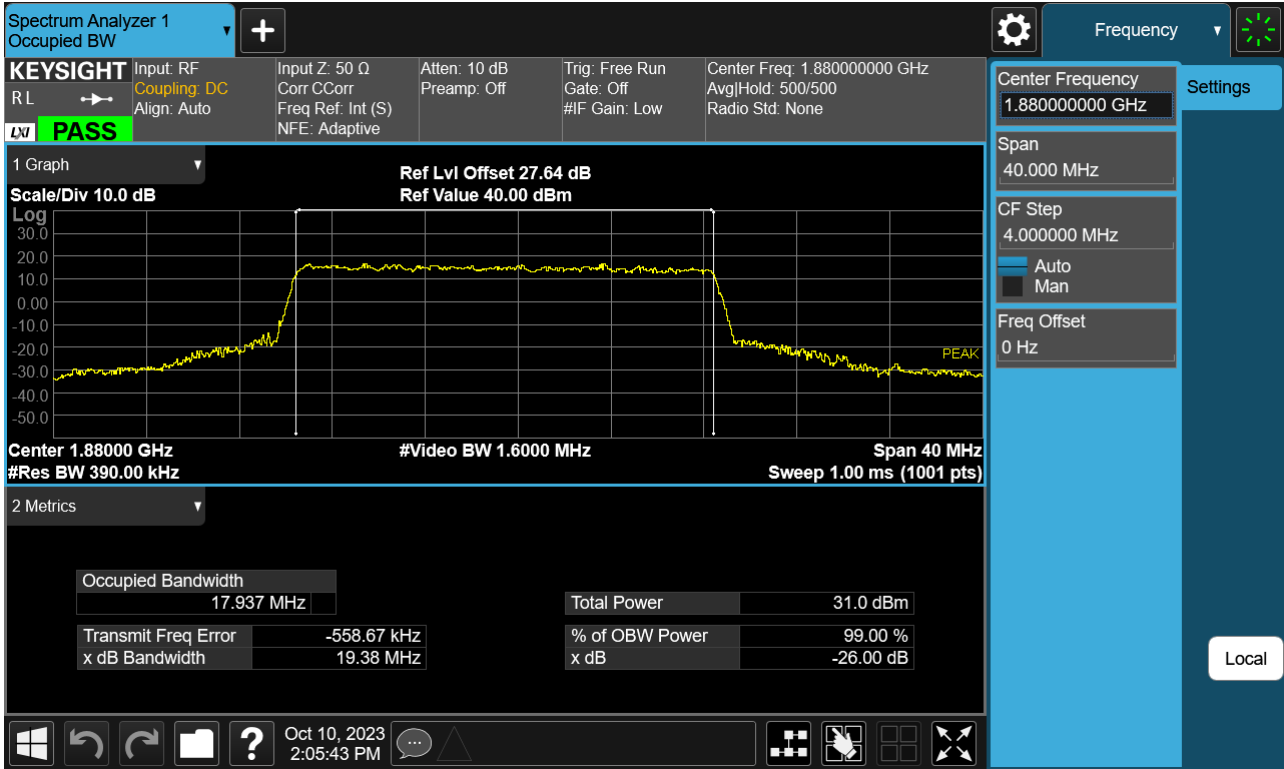 Spectrum Analyzer 1
Occupied BW
Frequency
KEYSIGHT
R L
LXI
PASS
Input: RF
Coupling: DC
Align: Auto
Input Z: 50 Ω
Corr CCorr
Freq Ref: Int (S)
NFE: Adaptive
Atten: 10 dB
Preamp: Off
Trig: Free Run
Gate: Off
#IF Gain: Low
Center Freq: 1.880000000 GHz
Avg|Hold: 500/500
Radio Std: None
Center Frequency
1.880000000 GHz
Settings
Span
40.000 MHz
CF Step
4.000000 MHz
Auto
Man
Freq Offset
0 Hz
Local
1 Graph
Ref Lvl Offset 27.64 dB
Scale/Div 10.0 dB
Ref Value 40.00 dBm
Log
30.0
20.0
10.0
0.00
-10.0
-20.0
-30.0
-40.0
-50.0
PEAK
Center 1.88000 GHz
#Video BW 1.6000 MHz
Span 40 MHz
#Res BW 390.00 kHz
Sweep 1.00 ms (1001 pts)
2 Metrics
Occupied Bandwidth
17.937 MHz
Total Power 31.0 dBm
Transmit Freq Error -558.67 kHz
% of OBW Power 99.00 %
x dB Bandwidth 19.38 MHz
x dB -26.00 dB
?
Oct 10, 2023
2:05:43 PM